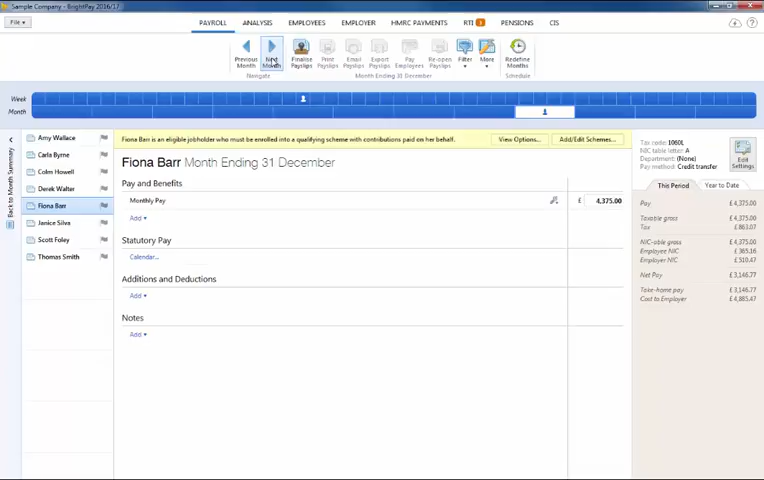 Sample Company - BrightPay 2016/17
File
PAYROLL ANALYSIS EMPLOYEES EMPLOYER HMRC PAYMENTS RTI PENSIONS CIS
Previous Month
Next Month
Finalise Payslips
Print Payslips
Email Payslips
Export Payslips
Pay Employees
Re-open Payslips
Filter
More
Redefine Months
Navigate
Month Ending 31 December
Schedule
Week
Month
Back to Month Summary
Amy Wallace
Carla Byrne
Colm Howell
Derek Walter
Fiona Barr
Janice Silva
Scott Foley
Thomas Smith
Fiona Barr is an eligible jobholder who must be enrolled into a qualifying scheme with contributions paid on her behalf.
View Options... Add/Edit Schemes...
Fiona Barr Month Ending 31 December
Pay and Benefits
Monthly Pay £ 4,375.00
Add
Statutory Pay
Calendar...
Additions and Deductions
Add
Notes
Add
Tax code: 1060L
NIC table letter: A
Department: (None)
Pay method: Credit transfer
Edit Settings
This Period Year to Date
Pay £ 4,375.00
Taxable gross £ 4,375.00
Tax £ 863.07
NIC-able gross £ 4,375.00
Employee NIC £ 365.16
Employer NIC £ 510.47
Net Pay £ 3,146.77
Take-home pay £ 3,146.77
Cost to Employer £ 4,885.47